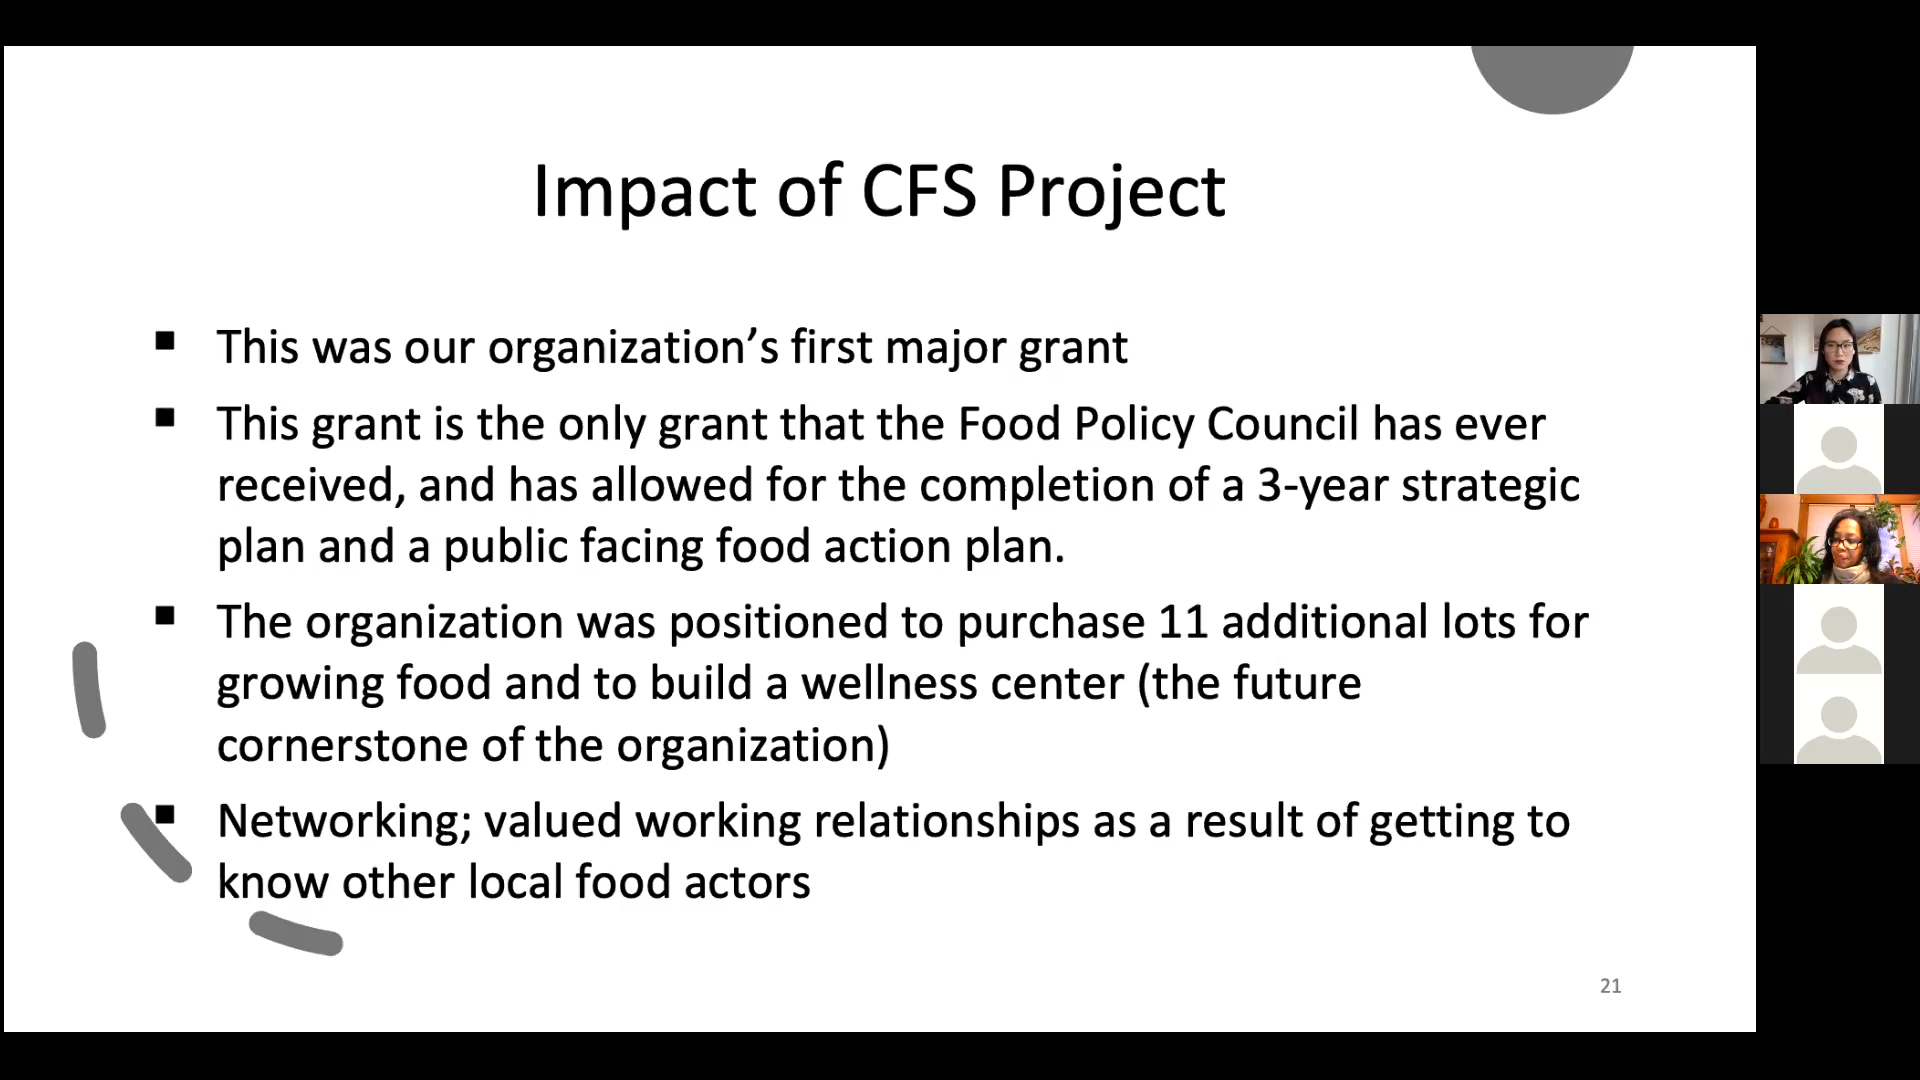 Impact of CFS Project
▪ This was our organization’s first major grant
▪ This grant is the only grant that the Food Policy Council has ever
received, and has allowed for the completion of a 3-year strategic
plan and a public facing food action plan.
▪ The organization was positioned to purchase 11 additional lots for
growing food and to build a wellness center (the future
cornerstone of the organization)
▪ Networking; valued working relationships as a result of getting to
know other local food actors
21